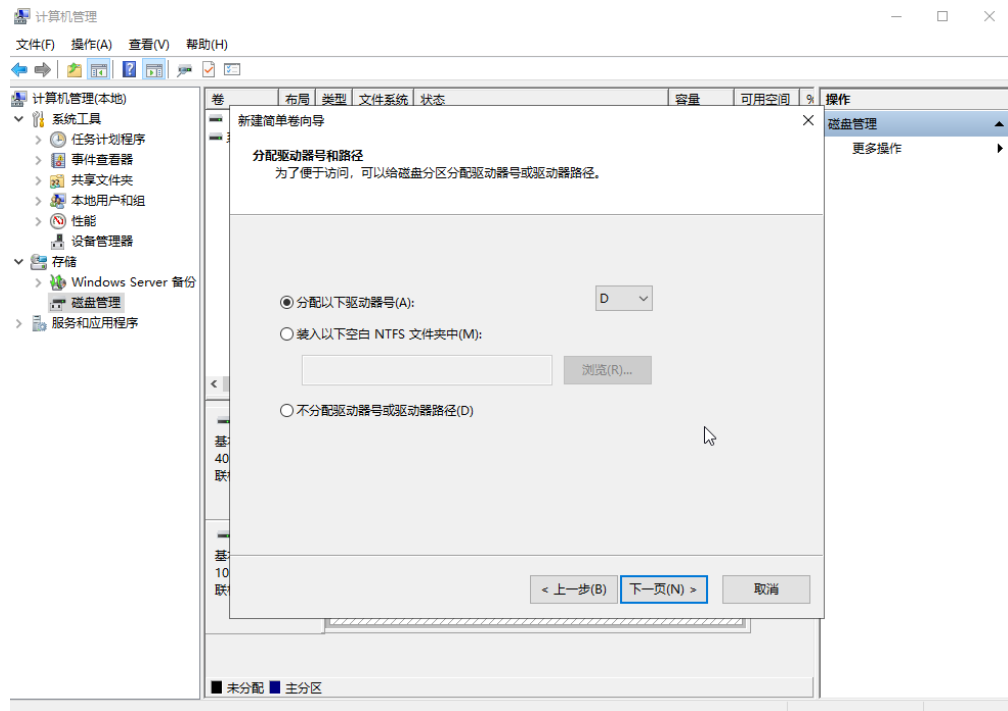 计算机管理
文件(F) 操作(A) 查看(V) 帮助(H)
计算机管理(本地)
系统工具
任务计划程序
事件查看器
共享文件夹
本地用户和组
性能
设备管理器
存储
Windows Server 备份
磁盘管理
服务和应用程序
卷 布局 类型 文件系统 状态 容量 可用空间 %
新建简单卷向导
分配驱动器号和路径
为了便于访问，可以给磁盘分区分配驱动器号或驱动器路径。
分配以下驱动器号(A): D
装入以下空白 NTFS 文件夹中(M):
浏览(R)...
不分配驱动器号或驱动器路径(D)
< 上一步(B) 下一页(N) > 取消
基
40
联
基
10
联
未分配 主分区
操作
磁盘管理
更多操作